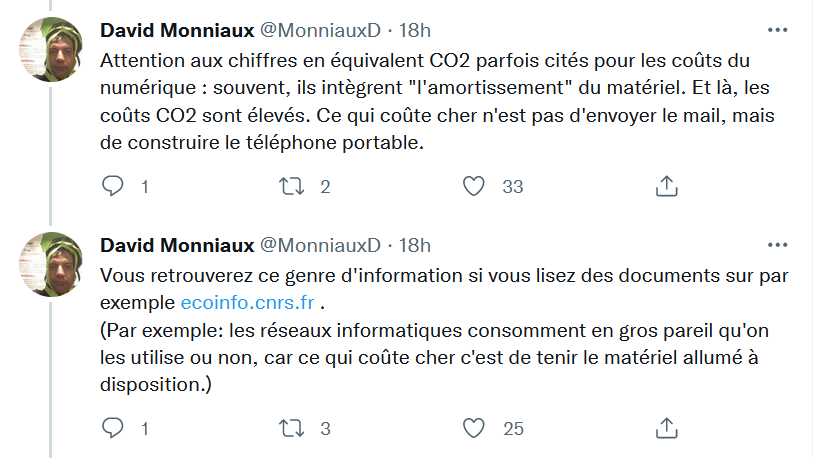 David Monniaux @MonniauxD · 18h
Attention aux chiffres en équivalent CO2 parfois cités pour les coûts du
numérique : souvent, ils intègrent "l'amortissement" du matériel. Et là, les
coûts CO2 sont élevés. Ce qui coûte cher n'est pas d'envoyer le mail, mais
de construire le téléphone portable.
1 2 33
David Monniaux @MonniauxD · 18h
Vous retrouverez ce genre d'information si vous lisez des documents sur par
exemple ecoinfo.cnrs.fr .
(Par exemple: les réseaux informatiques consomment en gros pareil qu'on
les utilise ou non, car ce qui coûte cher c'est de tenir le matériel allumé à
disposition.)
1 3 25